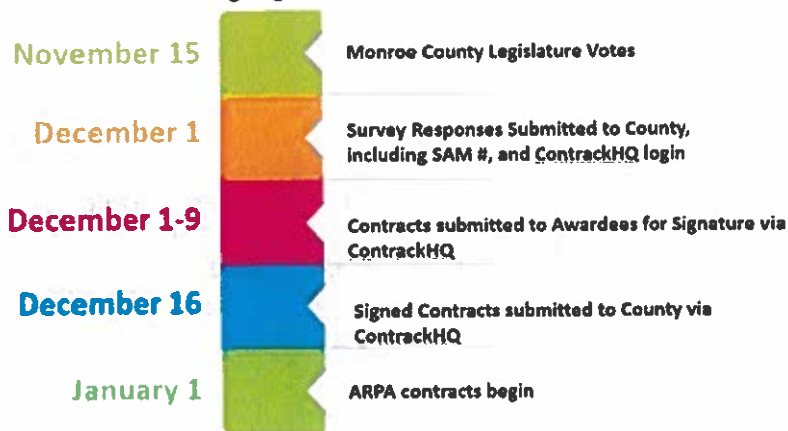 November 15
Monroe County Legislature Votes
December 1
Survey Responses Submitted to County,
including SAM #, and ContrackHQ login
December 1-9
Contracts submitted to Awardees for Signature via
ContrackHQ
December 16
Signed Contracts submitted to County via
ContrackHQ
January 1
ARPA contracts begin